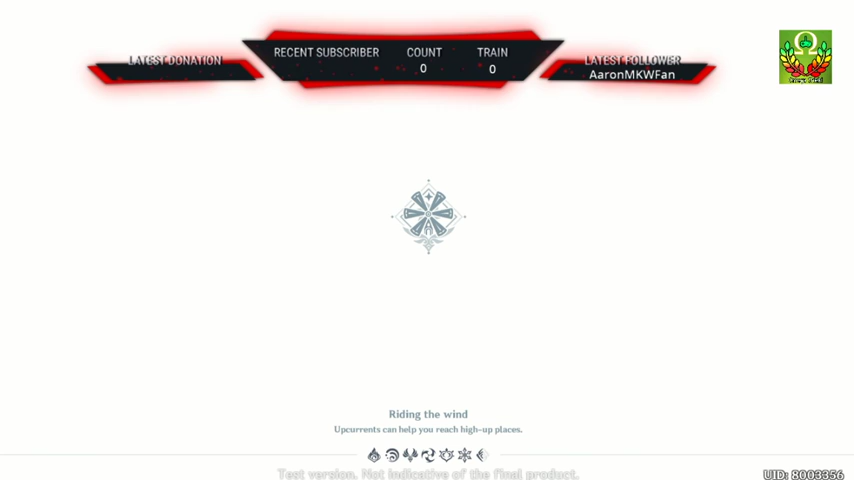 LATEST DONATION
RECENT SUBSCRIBER
COUNT
0
TRAIN
0
LATEST FOLLOWER
AaronMKWFan
Ω
Riding the wind
Upcurrents can help you reach high-up places.
Test version. Not indicative of the final product.
UID: 8003356